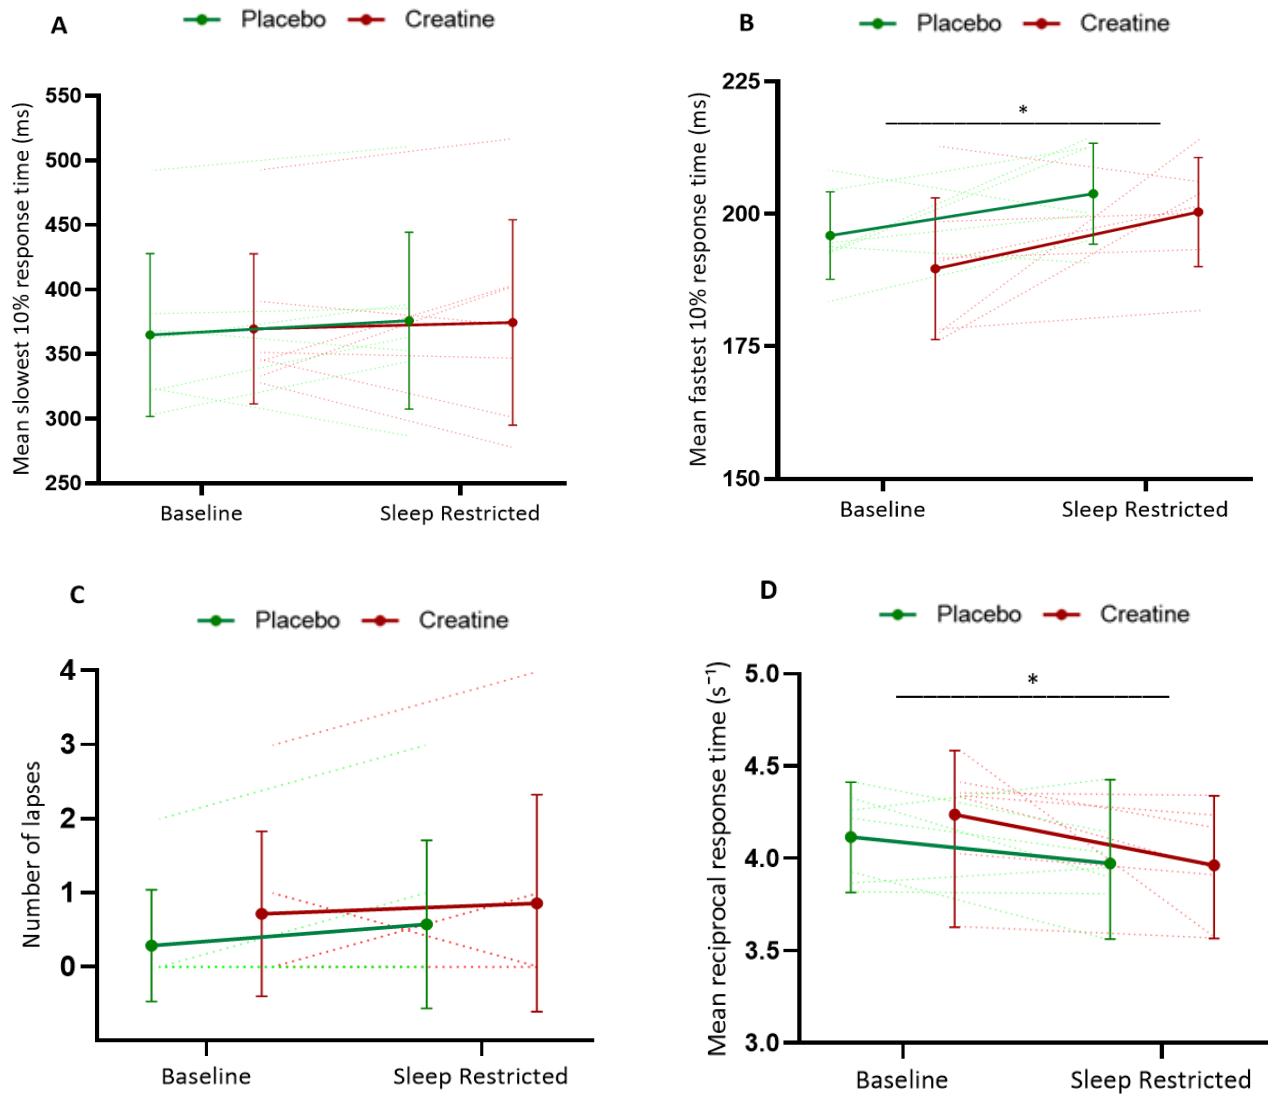 A
Placebo Creatine
Mean slowest 10% response time (ms)
550
500
450
400
350
300
250
Baseline Sleep Restricted
B
Placebo Creatine
Mean fastest 10% response time (ms)
225
200
175
150
*
Baseline Sleep Restricted
C
Placebo Creatine
Number of lapses
4
3
2
1
0
Baseline Sleep Restricted
D
Placebo Creatine
Mean reciprocal response time (s⁻¹)
5.0
4.5
4.0
3.5
3.0
*
Baseline Sleep Restricted